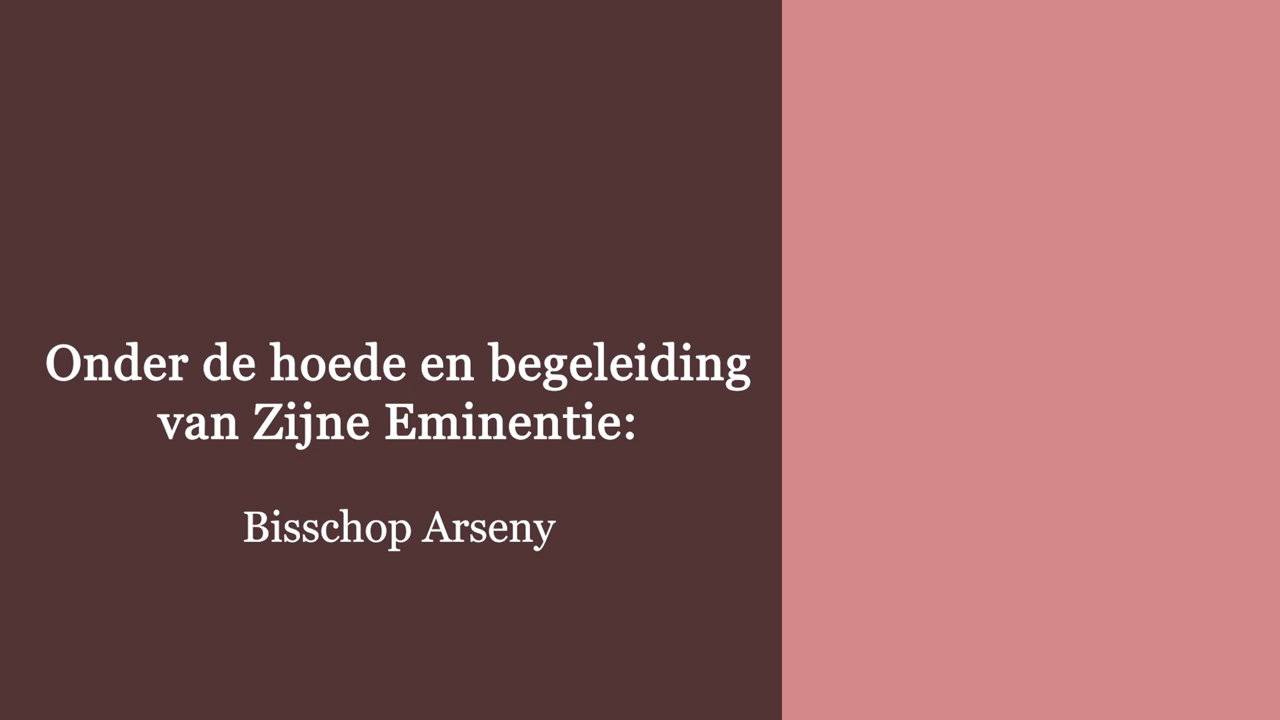 Onder de hoede en begeleiding
van Zijne Eminentie:
Bisschop Arseny